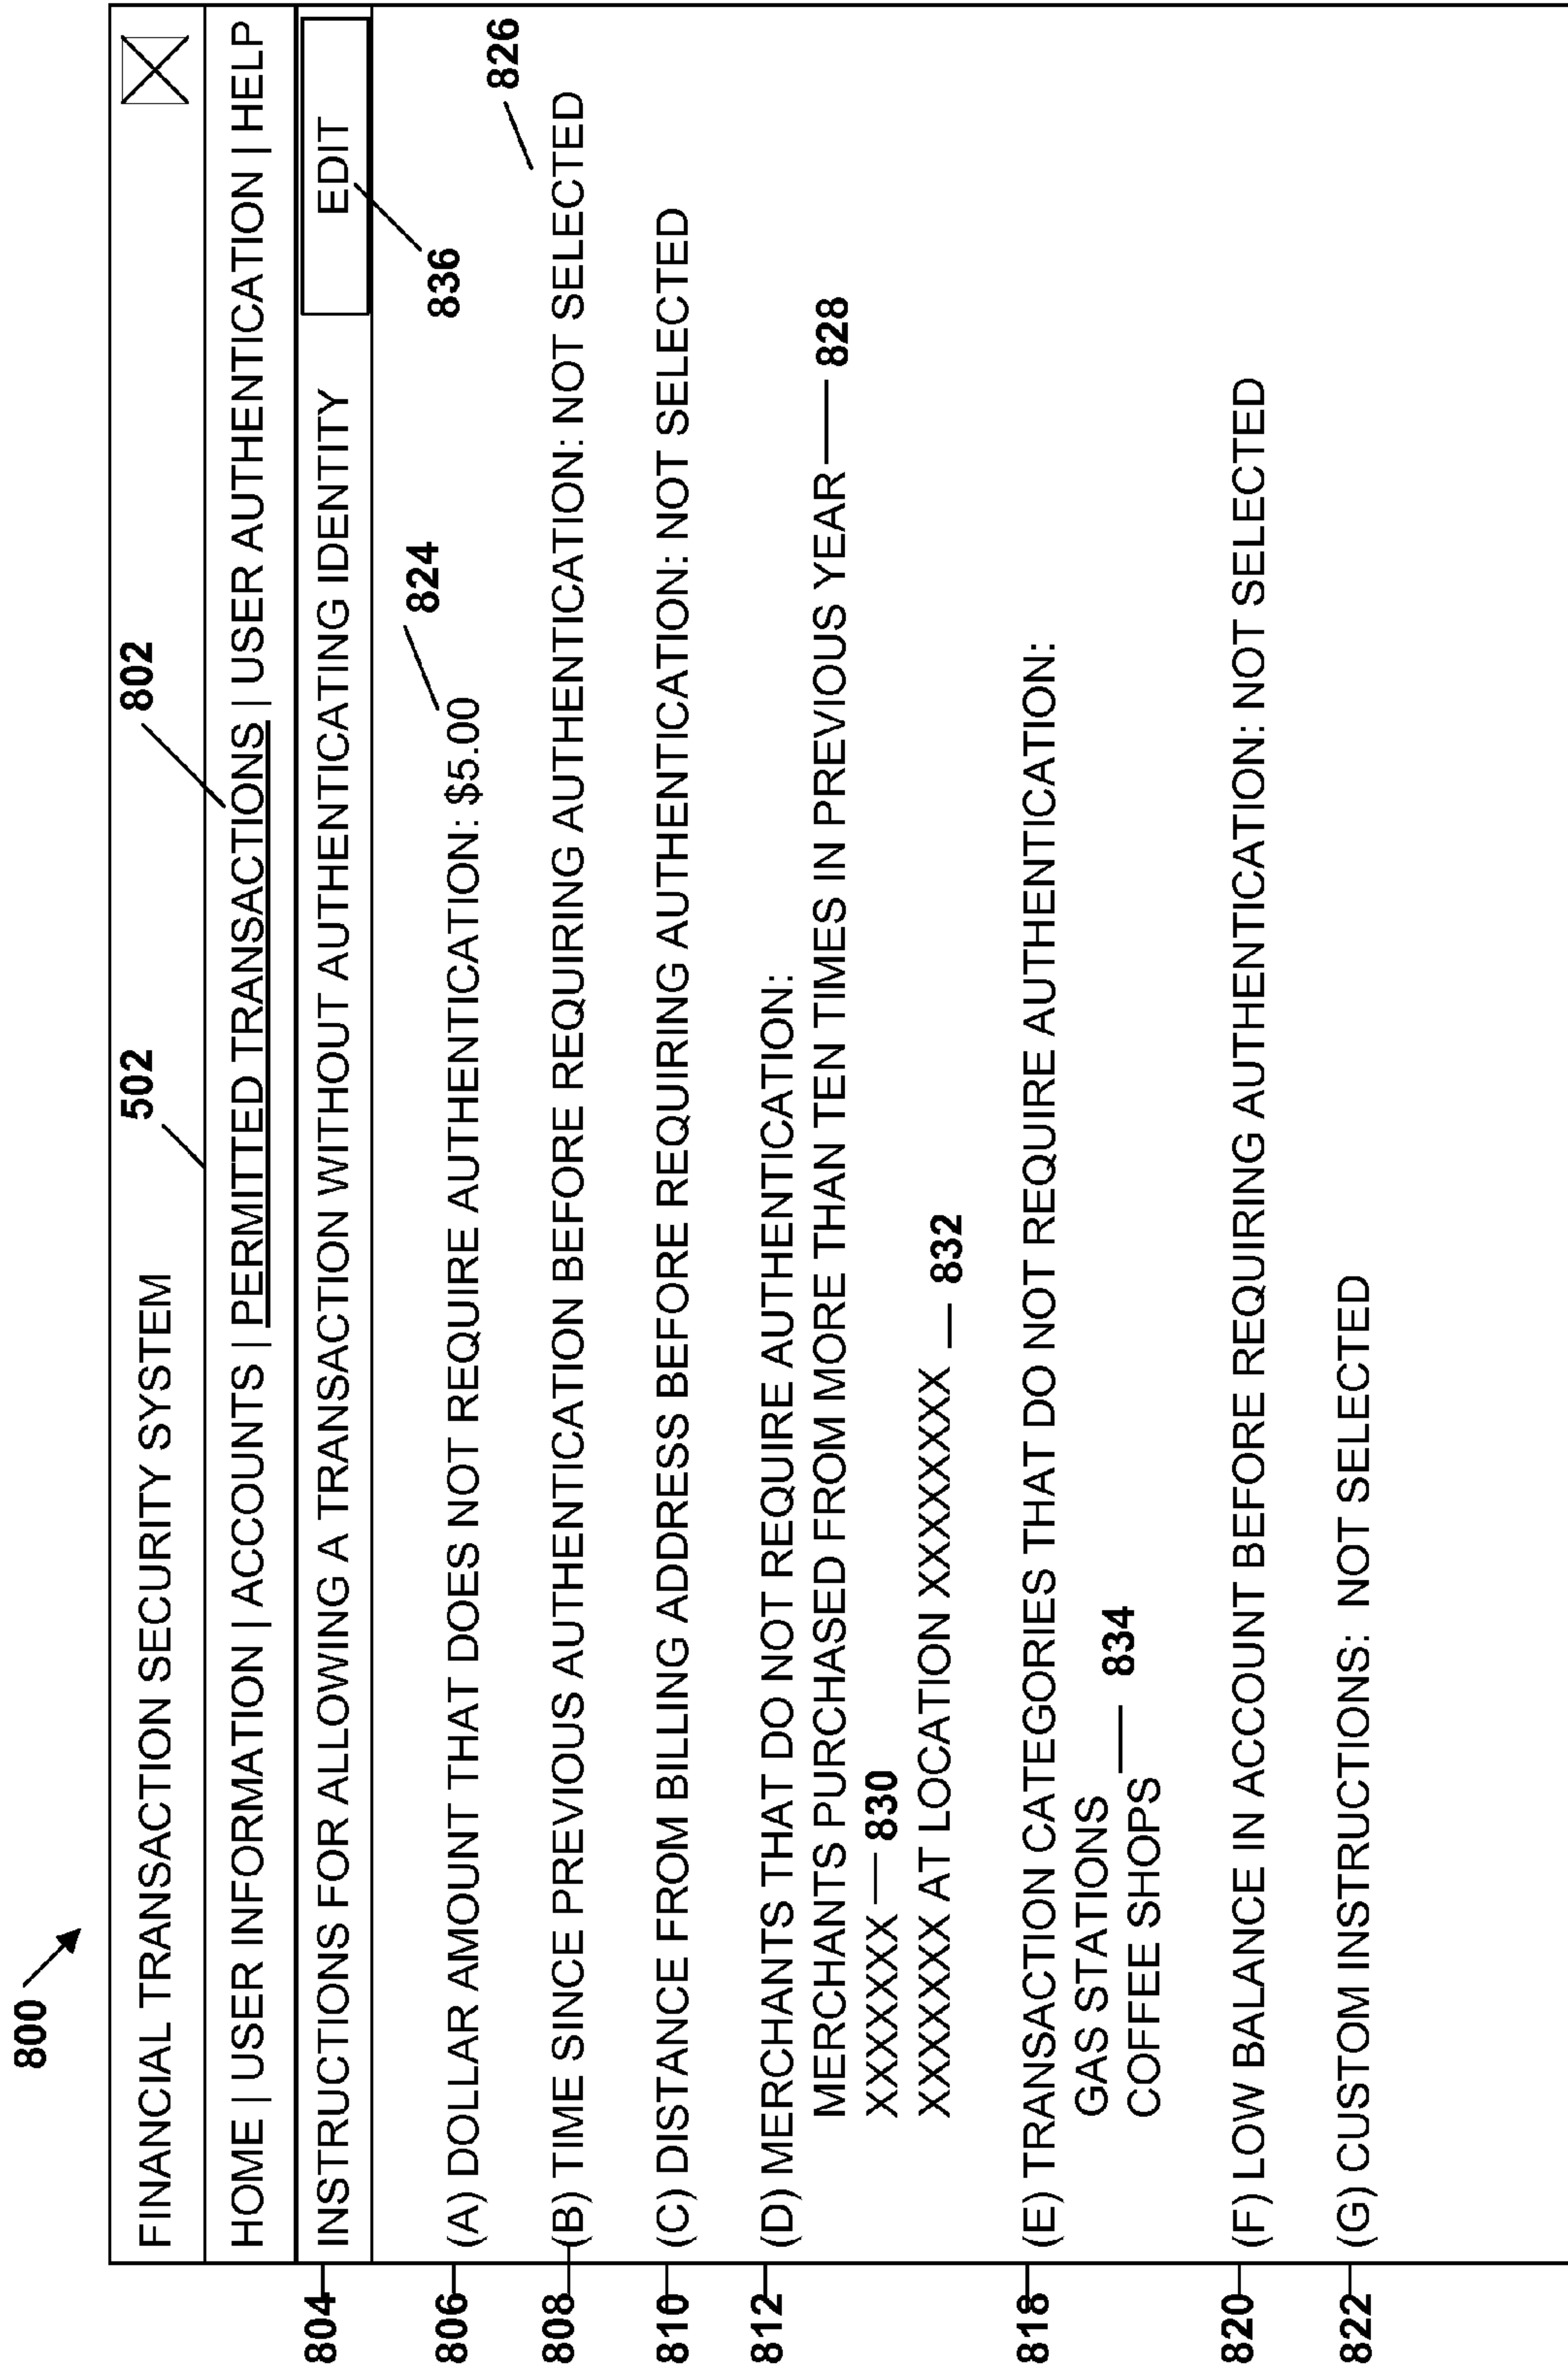 800
502
802
FINANCIAL TRANSACTION SECURITY SYSTEM
HOME | USER INFORMATION | ACCOUNTS | PERMITTED TRANSACTIONS | USER AUTHENTICATION | HELP
804 INSTRUCTIONS FOR ALLOWING A TRANSACTION WITHOUT AUTHENTICATING IDENTITY EDIT
824
836
806 (A) DOLLAR AMOUNT THAT DOES NOT REQUIRE AUTHENTICATION: $5.00
826
808 (B) TIME SINCE PREVIOUS AUTHENTICATION BEFORE REQUIRING AUTHENTICATION: NOT SELECTED
810 (C) DISTANCE FROM BILLING ADDRESS BEFORE REQUIRING AUTHENTICATION: NOT SELECTED
812 (D) MERCHANTS THAT DO NOT REQUIRE AUTHENTICATION:
MERCHANTS PURCHASED FROM MORE THAN TEN TIMES IN PREVIOUS YEAR 828
XXXXXXX 830
XXXXXXX AT LOCATION XXXXXXXXX 832
818 (E) TRANSACTION CATEGORIES THAT DO NOT REQUIRE AUTHENTICATION:
GAS STATIONS
834
COFFEE SHOPS
820 (F) LOW BALANCE IN ACCOUNT BEFORE REQUIRING AUTHENTICATION: NOT SELECTED
822 (G) CUSTOM INSTRUCTIONS: NOT SELECTED